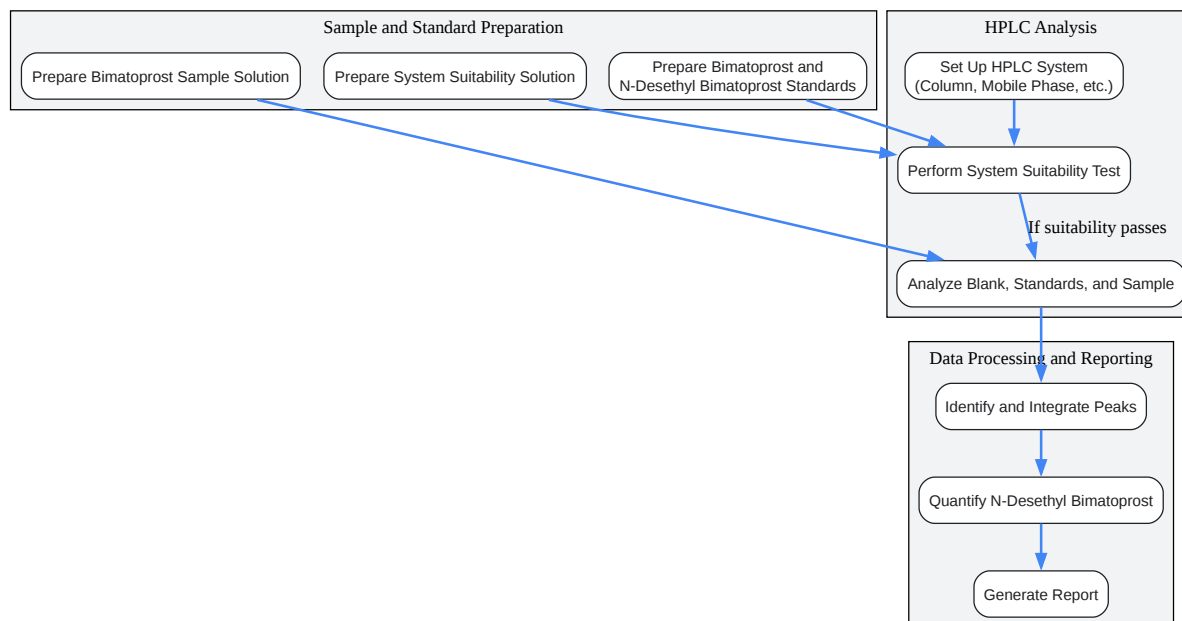 Sample and Standard Preparation
Prepare Bimatoprost Sample Solution
Prepare System Suitability Solution
Prepare Bimatoprost and
N-Desethyl Bimatoprost Standards
HPLC Analysis
Set Up HPLC System
(Column, Mobile Phase, etc.)
Perform System Suitability Test
If suitability passes
Analyze Blank, Standards, and Sample
Data Processing and Reporting
Identify and Integrate Peaks
Quantify N-Desethyl Bimatoprost
Generate Report